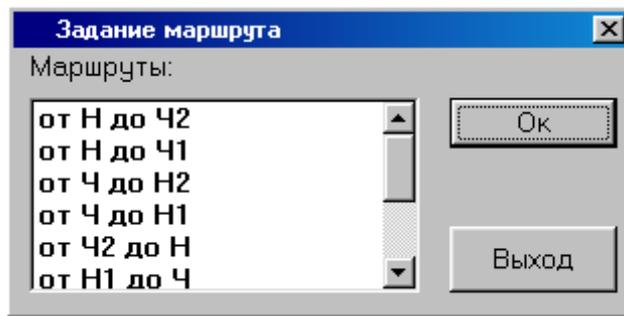 Задание маршрута
Маршруты:
от Н до Ч2
от Н до Ч1
от Ч до Н2
от Ч до Н1
от Ч2 до Н
от Н1 до Ч
Ок
Выход